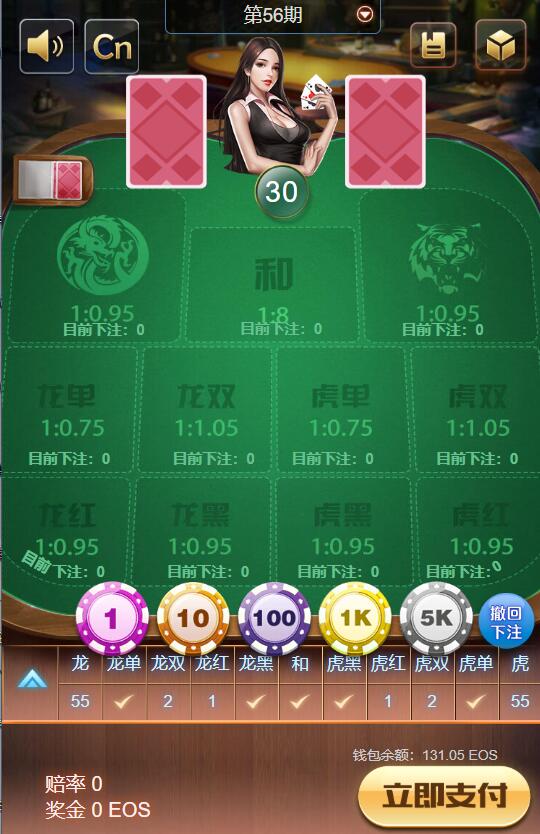 第56期
Cn
30
和
1:0.95
1:8
1:0.95
目前下注：0
目前下注：0
目前下注：0
龙单
龙双
虎单
虎双
1:0.75
1:1.05
1:0.75
1:1.05
目前下注：0
目前下注：0
目前下注：0
目前下注：0
龙红
龙黑
虎黑
虎红
1:0.95
1:0.95
1:0.95
1:0.95
目前下注：0
目前下注：0
目前下注：0
目前下注：0
1
10
100
1K
5K
撤回
下注
龙 龙单 龙双 龙红 龙黑 和 虎黑 虎红 虎双 虎单 虎
55 2 1 1 2 55
钱包余额：131.05 EOS
赔率 0
奖金 0 EOS
立即支付